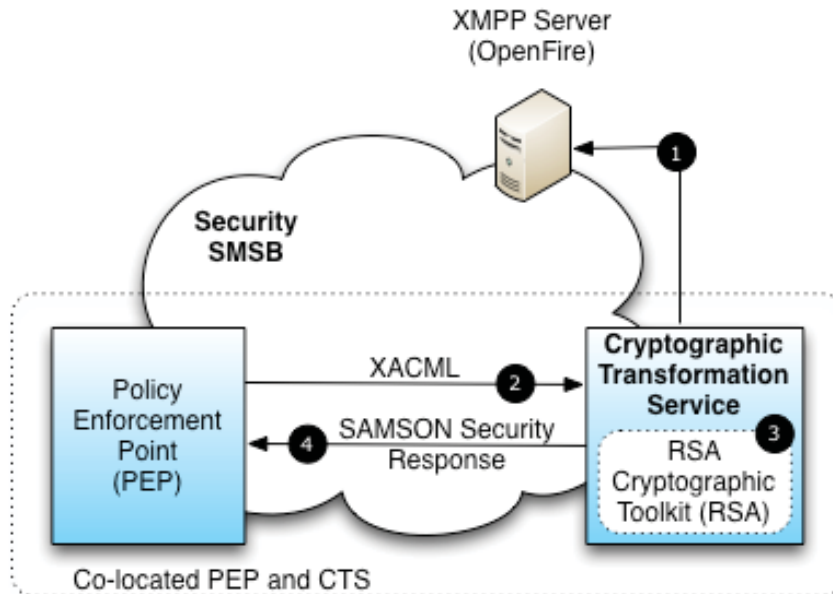 XMPP Server
(OpenFire)
1
Security
SMSB
Policy
Enforcement
Point
(PEP)
XACML
2
4
SAMSON Security
Response
Cryptographic
Transformation
Service
3
RSA
Cryptographic
Toolkit (RSA)
Co-located PEP and CTS